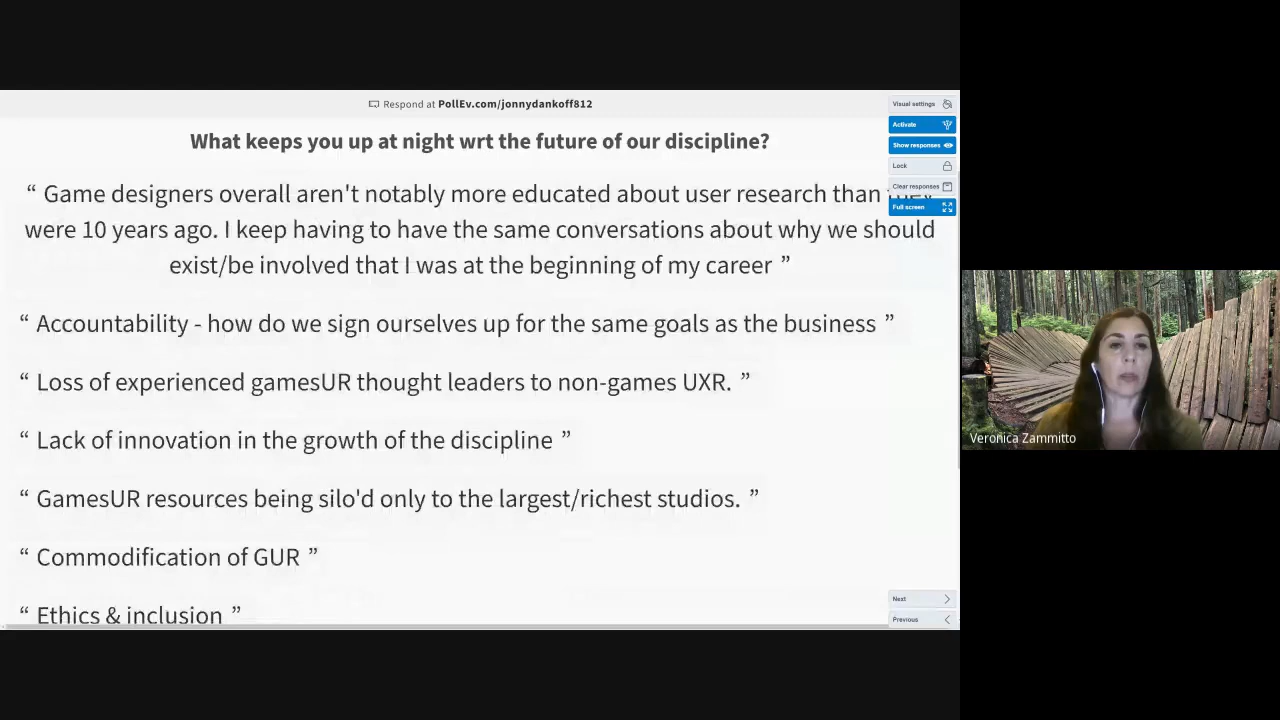 Respond at PollEv.com/jonnydankoff812
Visual settings
Activate
Show responses
Lock
Clear responses
Full screen
What keeps you up at night wrt the future of our discipline?
“ Game designers overall aren't notably more educated about user research than
were 10 years ago. I keep having to have the same conversations about why we should
exist/be involved that I was at the beginning of my career ”
“ Accountability - how do we sign ourselves up for the same goals as the business ”
“ Loss of experienced gamesUR thought leaders to non-games UXR. ”
“ Lack of innovation in the growth of the discipline ”
“ GamesUR resources being silo'd only to the largest/richest studios. ”
“ Commodification of GUR ”
“ Ethics & inclusion ”
Next
Previous
Veronica Zammitto